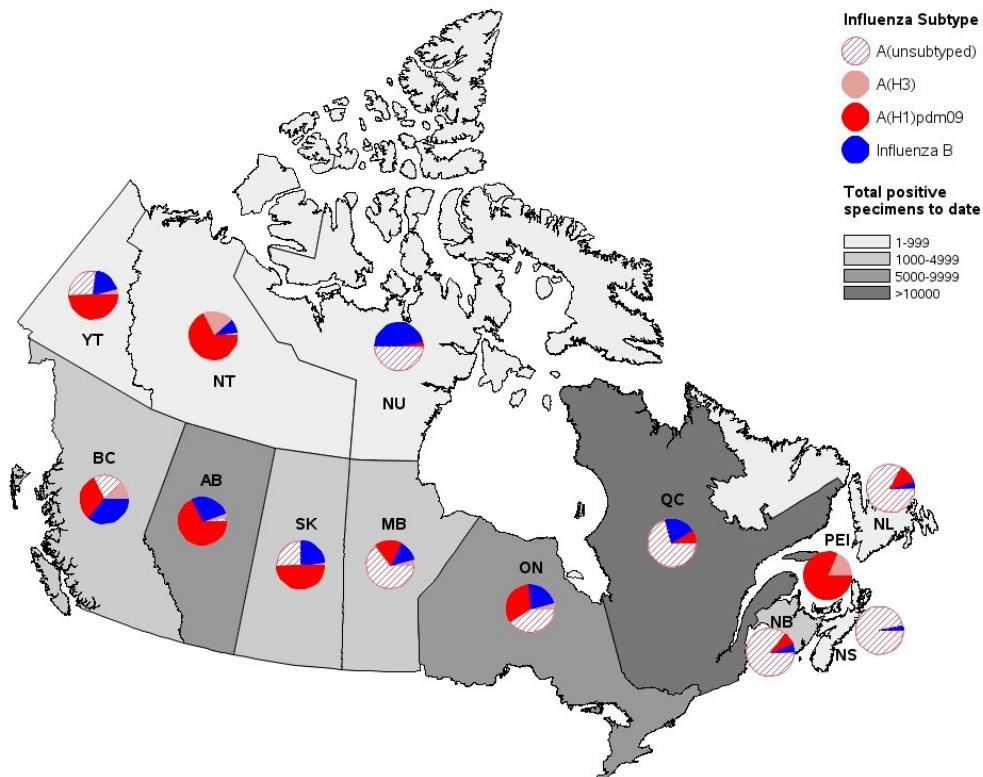 Influenza Subtype
A(unsubtyped)
A(H3)
A(H1)pdm09
Influenza B
Total positive
specimens to date
1-999
1000-4999
5000-9999
>10000
YT
NT
NU
BC
AB
SK
MB
ON
QC
NL
PEI
NB
NS